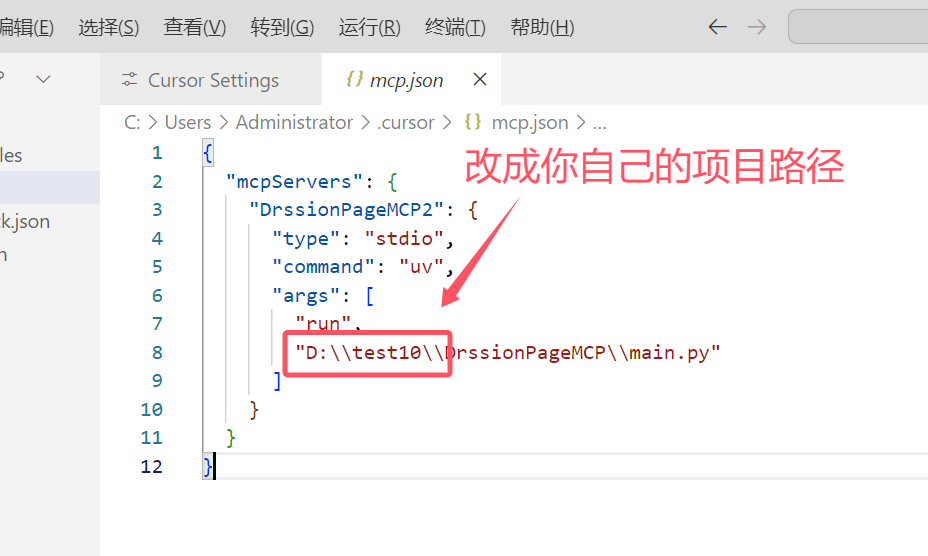 编辑(E) 选择(S) 查看(V) 转到(G) 运行(R) 终端(T) 帮助(H)
Cursor Settings mcp.json
C: > Users > Administrator > .cursor > {} mcp.json > ...
改成你自己的项目路径
les
k.json
n
1 {
2 "mcpServers": {
3 "DrssionPageMCP2": {
4 "type": "stdio",
5 "command": "uv",
6 "args": [
7 "run",
8 "D:\\test10\\DrssionPageMCP\\main.py"
9 ]
10 }
11 }
12 }